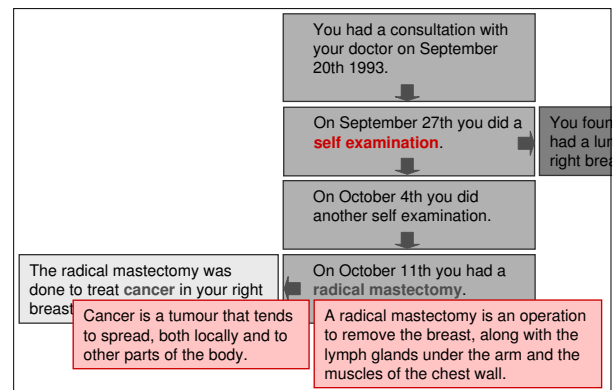 You had a consultation with
your doctor on September
20th 1993.
On September 27th you did a
self examination.
had a
right
On October 4th you did
another self examination.
The radical mastectomy was
done to treat cancer in your right
breast
On October 11th you had a
radical mastectomy.
Cancer is a tumour that tends
to spread, both locally and to
other parts of the body.
A radical mastectomy is an operation
to remove the breast, along with the
lymph glands under the arm and the
muscles of the chest wall.